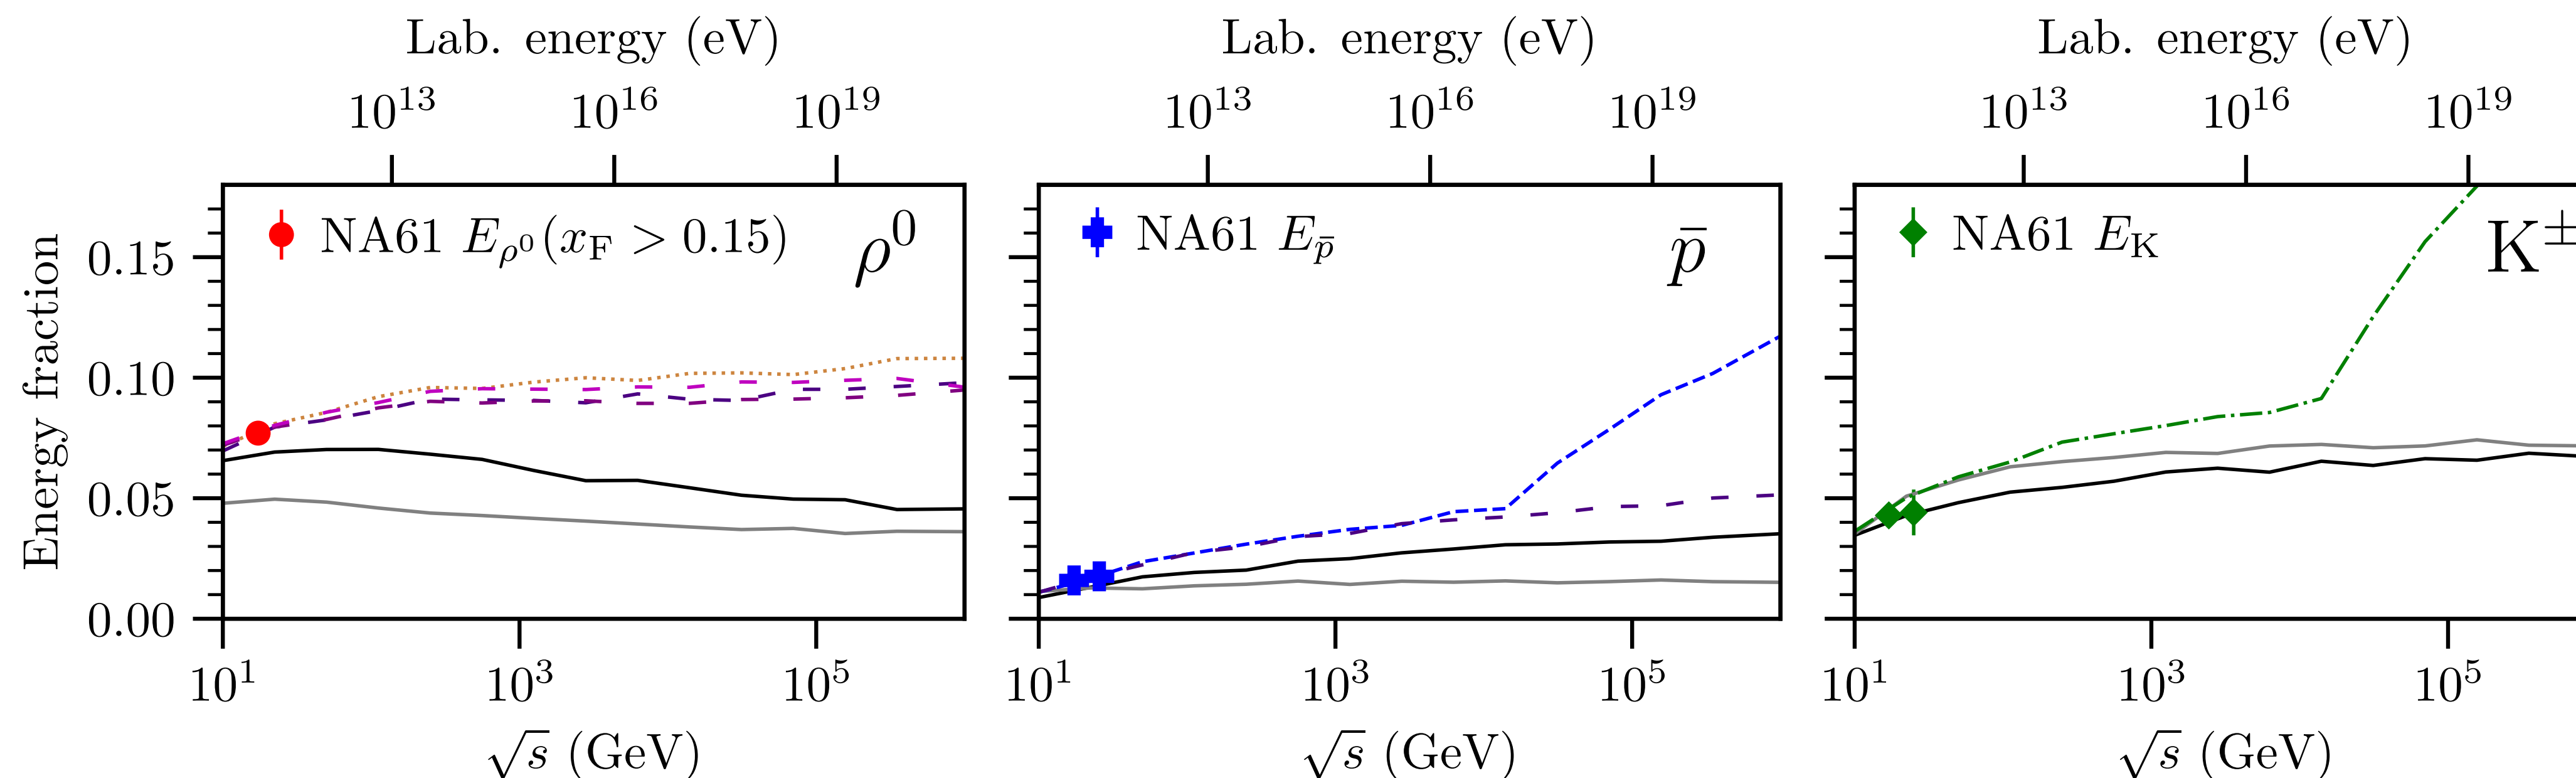 Lab. energy (eV) Lab. energy (eV) Lab. energy (eV)
10^13 10^16 10^19 10^13 10^16 10^19 10^13 10^16 10^19
NA61 E_ρ⁰(x_F > 0.15) ρ⁰ NA61 E_p̄ p̄ NA61 E_K K^±
Energy fraction
0.15
0.10
0.05
0.00
10^1 10^3 10^5 10^1 10^3 10^5 10^1 10^3 10^5
√s (GeV) √s (GeV) √s (GeV)